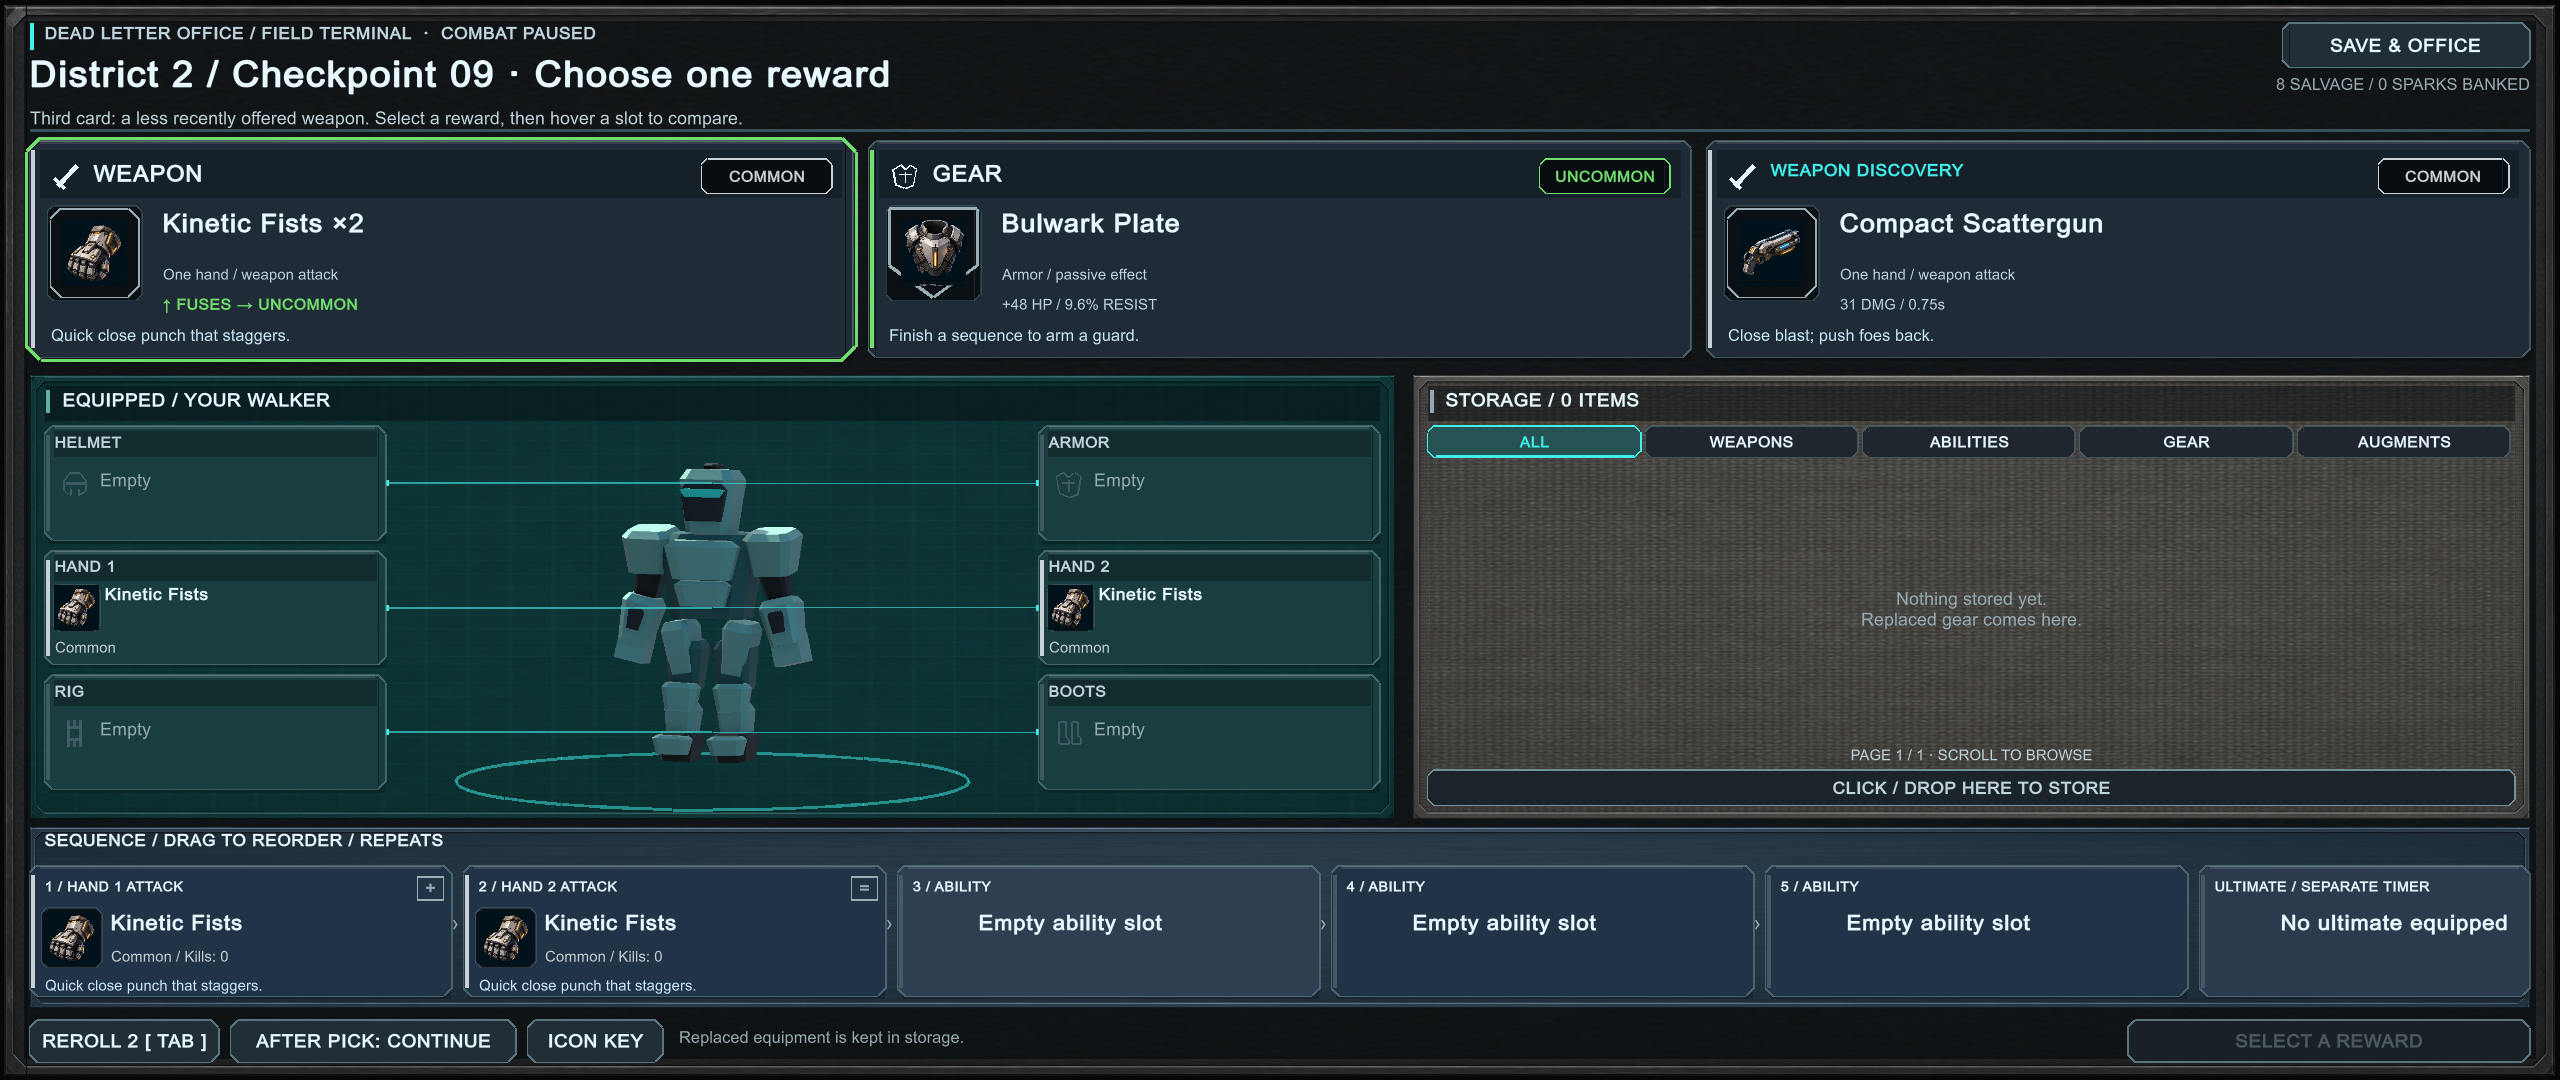 DEAD LETTER OFFICE / FIELD TERMINAL · COMBAT PAUSED
SAVE & OFFICE
District 2 / Checkpoint 09 · Choose one reward
8 SALVAGE / 0 SPARKS BANKED
Third card: a less recently offered weapon. Select a reward, then hover a slot to compare.
WEAPON
COMMON
Kinetic Fists ×2
One hand / weapon attack
↑ FUSES → UNCOMMON
Quick close punch that staggers.
GEAR
UNCOMMON
Bulwark Plate
Armor / passive effect
+48 HP / 9.6% RESIST
Finish a sequence to arm a guard.
WEAPON DISCOVERY
COMMON
Compact Scattergun
One hand / weapon attack
31 DMG / 0.75s
Close blast; push foes back.
EQUIPPED / YOUR WALKER
HELMET
Empty
ARMOR
Empty
HAND 1
Kinetic Fists
Common
HAND 2
Kinetic Fists
Common
RIG
Empty
BOOTS
Empty
STORAGE / 0 ITEMS
ALL
WEAPONS
ABILITIES
GEAR
AUGMENTS
Nothing stored yet.
Replaced gear comes here.
PAGE 1 / 1 · SCROLL TO BROWSE
CLICK / DROP HERE TO STORE
SEQUENCE / DRAG TO REORDER / REPEATS
1 / HAND 1 ATTACK
+
Kinetic Fists
Common / Kills: 0
Quick close punch that staggers.
2 / HAND 2 ATTACK
=
Kinetic Fists
Common / Kills: 0
Quick close punch that staggers.
3 / ABILITY
Empty ability slot
4 / ABILITY
Empty ability slot
5 / ABILITY
Empty ability slot
ULTIMATE / SEPARATE TIMER
No ultimate equipped
REROLL 2 [ TAB ]
AFTER PICK: CONTINUE
ICON KEY
Replaced equipment is kept in storage.
SELECT A REWARD